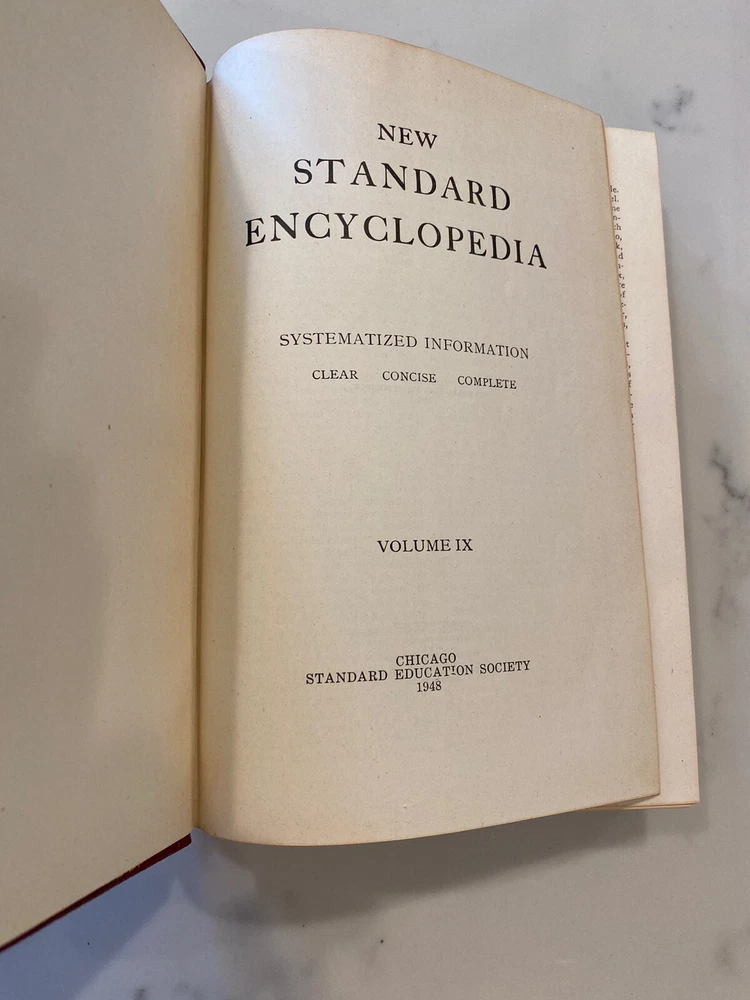 NEW
STANDARD
ENCYCLOPEDIA
SYSTEMATIZED INFORMATION
CLEAR CONCISE COMPLETE
VOLUME IX
CHICAGO
STANDARD EDUCATION SOCIETY
1948